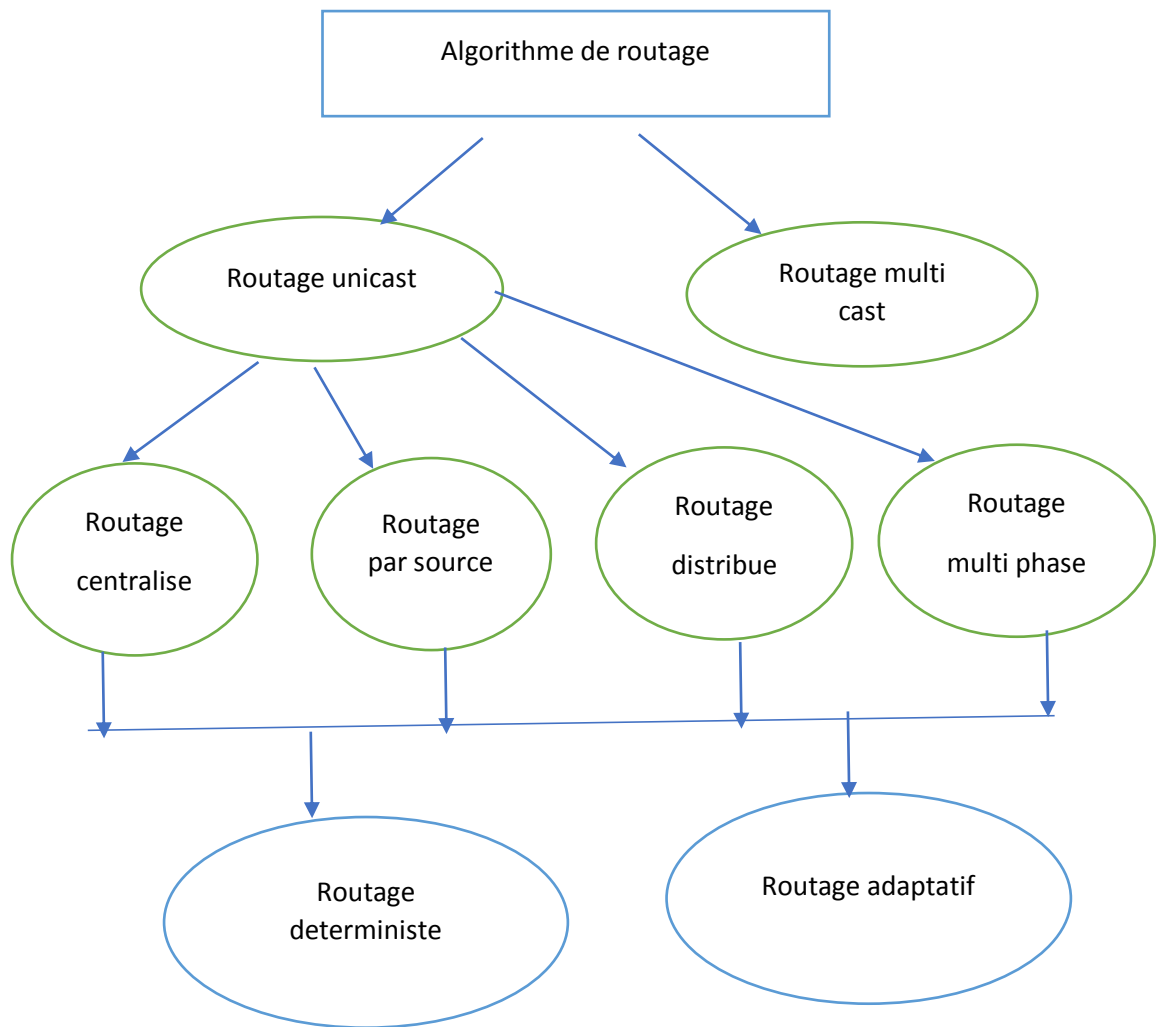 Algorithme de routage
Routage unicast
Routage multi
cast
Routage
centralise
Routage
par source
Routage
distribue
Routage
multi phase
Routage
deterministe
Routage adaptatif